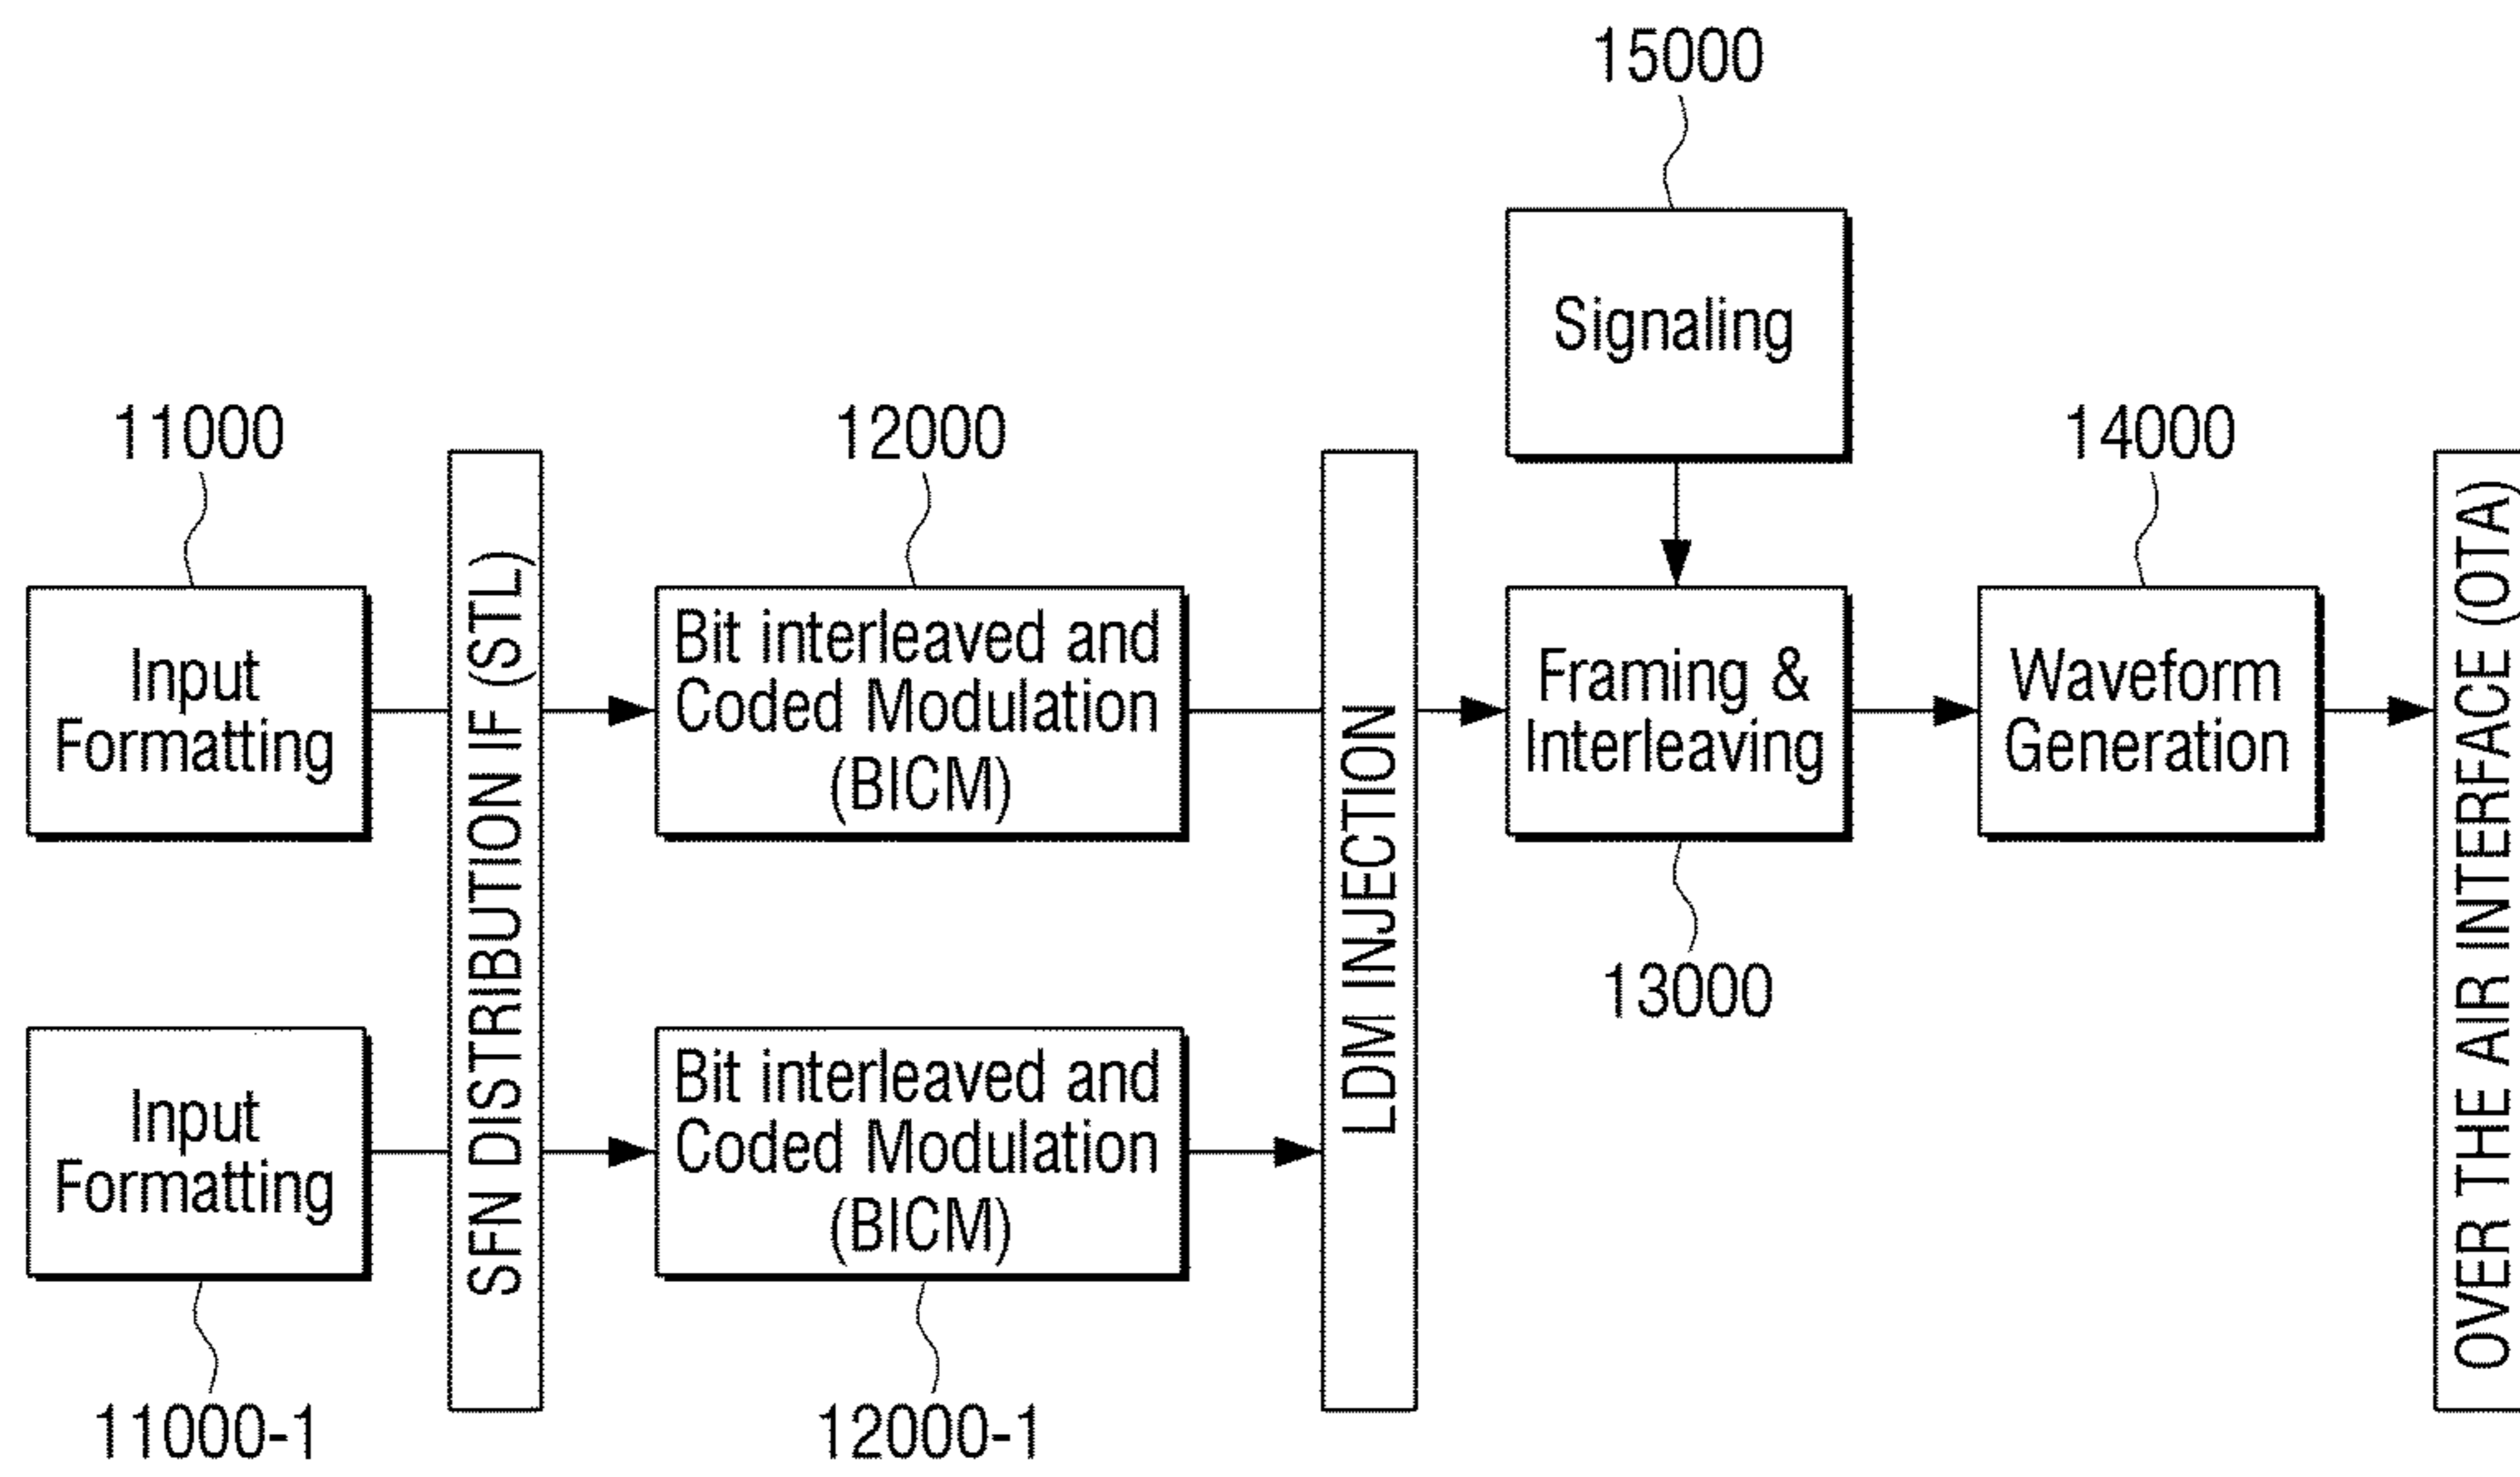 15000
Signaling
11000
12000
14000
Input
Formatting
SFN DISTRIBUTION IF (STL)
Bit interleaved and
Coded Modulation
(BICM)
LDM INJECTION
Framing &
Interleaving
Waveform
Generation
OVER THE AIR INTERFACE (OTA)
13000
Input
Formatting
Bit interleaved and
Coded Modulation
(BICM)
11000-1
12000-1